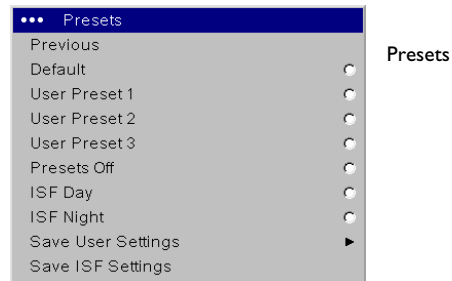 ••• Presets
Previous
Default
User Preset 1
User Preset 2
User Preset 3
Presets Off
ISF Day
ISF Night
Save User Settings
Save ISF Settings
Presets